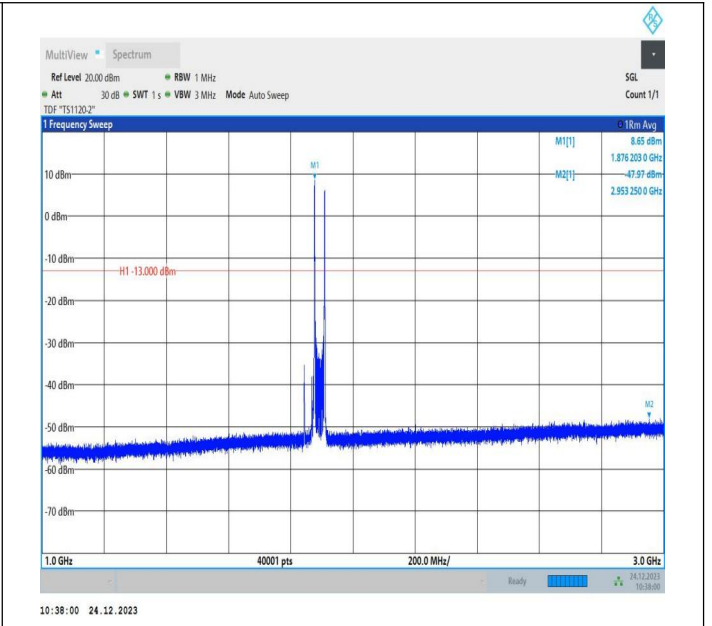 R S
MultiView Spectrum
Ref Level 20.00 dBm RBW 1 MHz SGL
Att 30 dB SWT 1 s VBW 3 MHz Mode Auto Sweep Count 1/1
TDF "TS1120-2"
1 Frequency Sweep 1Rm Avg
M1[1] 8.65 dBm
1.876 203 0 GHz
M2[1] -47.97 dBm
2.953 250 0 GHz
M1
10 dBm
0 dBm
-10 dBm
H1 -13.000 dBm
-20 dBm
-30 dBm
-40 dBm
M2
-50 dBm
-60 dBm
-70 dBm
1.0 GHz 40001 pts 200.0 MHz/ 3.0 GHz
Ready 24.12.2023
10:38:00
10:38:00 24.12.2023